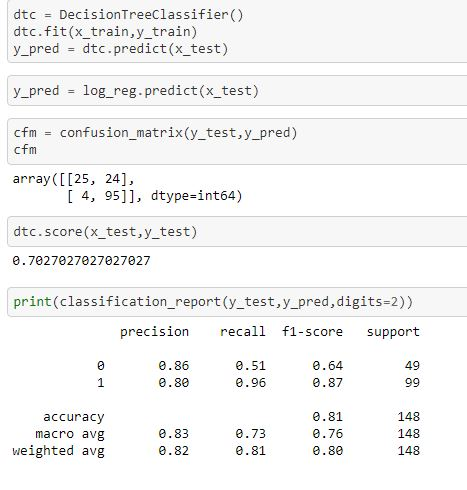 dtc = DecisionTreeClassifier()
dtc.fit(x_train,y_train)
y_pred = dtc.predict(x_test)
y_pred = log_reg.predict(x_test)
cfm = confusion_matrix(y_test,y_pred)
cfm
array([[25, 24],
       [ 4, 95]], dtype=int64)
dtc.score(x_test,y_test)
0.7027027027027027
print(classification_report(y_test,y_pred,digits=2))
              precision    recall  f1-score   support
           0       0.86      0.51      0.64        49
           1       0.80      0.96      0.87        99
    accuracy                           0.81       148
   macro avg       0.83      0.73      0.76       148
weighted avg       0.82      0.81      0.80       148